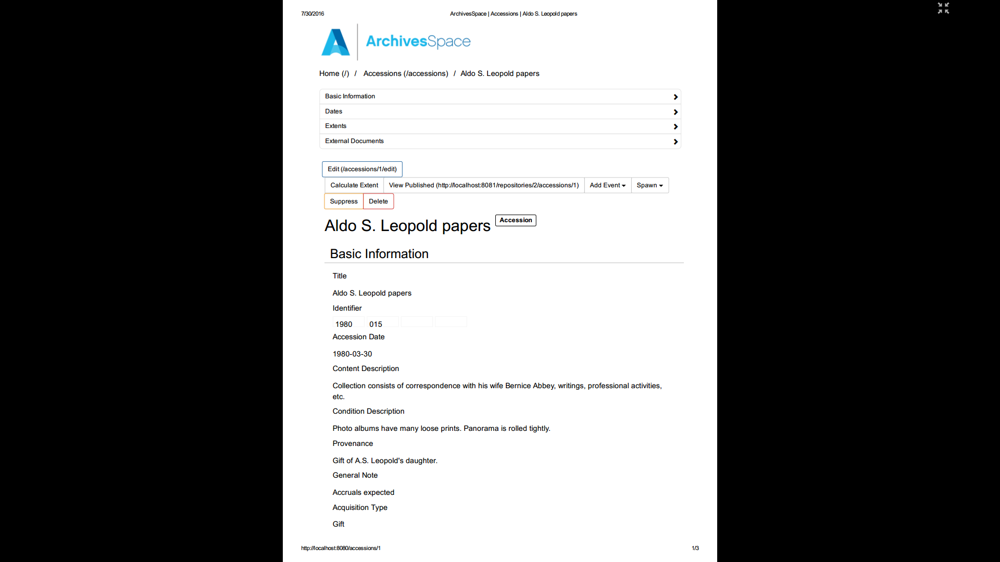 7/30/2016 ArchivesSpace | Accessions | Aldo S. Leopold papers
ArchivesSpace
Home (/) / Accessions (/accessions) / Aldo S. Leopold papers
Basic Information
Dates
Extents
External Documents
Edit (/accessions/1/edit)
Calculate Extent View Published (http://localhost:8081/repositories/2/accessions/1) Add Event Spawn
Suppress Delete
Aldo S. Leopold papers Accession
Basic Information
Title
Aldo S. Leopold papers
Identifier
1980 015
Accession Date
1980-03-30
Content Description
Collection consists of correspondence with his wife Bernice Abbey, writings, professional activities,
etc.
Condition Description
Photo albums have many loose prints. Panorama is rolled tightly.
Provenance
Gift of A.S. Leopold's daughter.
General Note
Accruals expected
Acquisition Type
Gift
http://localhost:8080/accessions/1 1/3